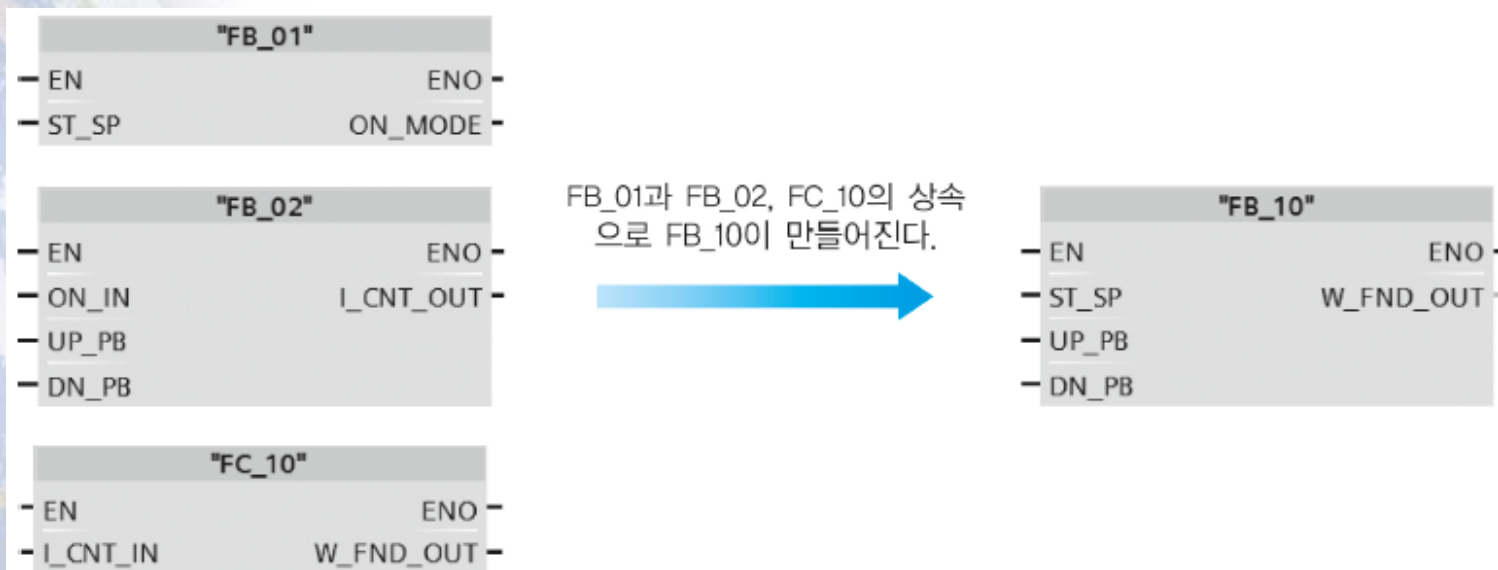 "FB_01"
EN ENO
ST_SP ON_MODE
"FB_02"
EN ENO
ON_IN I_CNT_OUT
UP_PB
DN_PB
"FC_10"
EN ENO
I_CNT_IN W_FND_OUT
FB_01과 FB_02, FC_10의 상속
으로 FB_10이 만들어진다.
"FB_10"
EN ENO
ST_SP W_FND_OUT
UP_PB
DN_PB